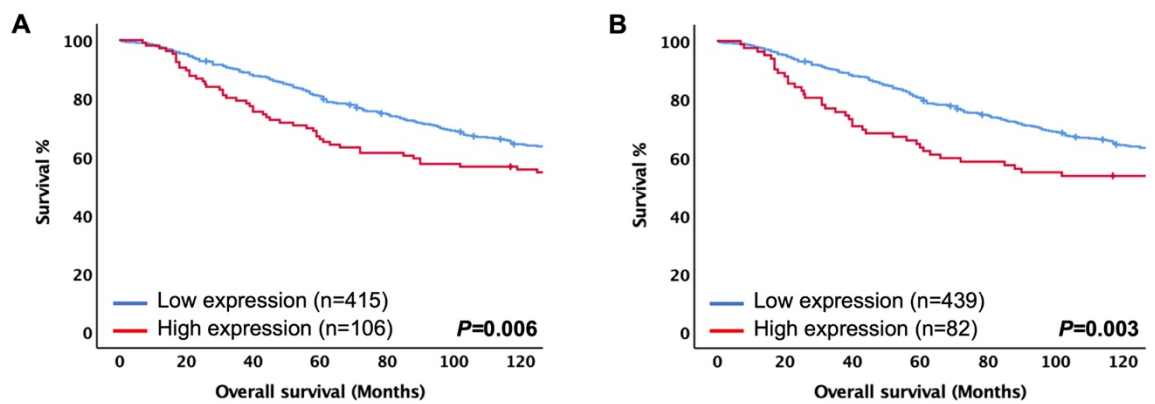 A
100
80
60
40
20
0
Survival %
Low expression (n=415)
High expression (n=106)
P=0.006
0 20 40 60 80 100 120
Overall survival (Months)
B
100
80
60
40
20
0
Survival %
Low expression (n=439)
High expression (n=82)
P=0.003
0 20 40 60 80 100 120
Overall survival (Months)